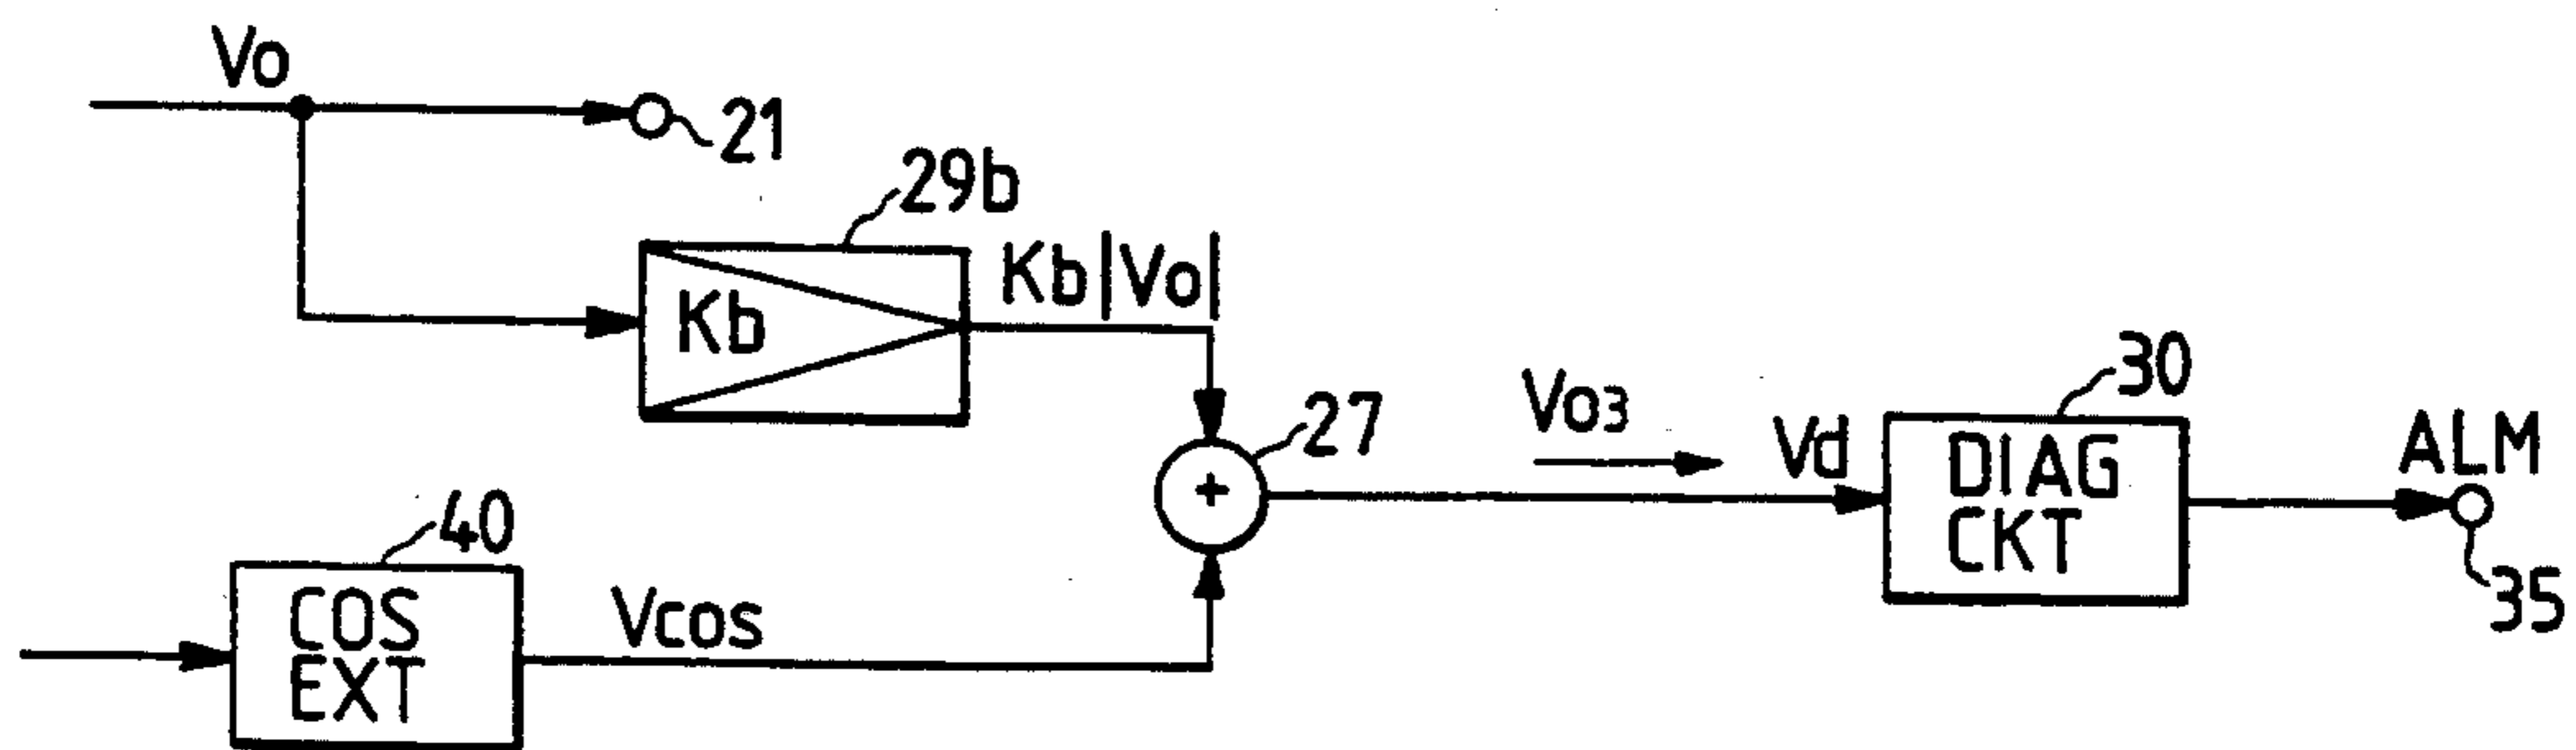 Vo
21
29b
Kb
Kb|Vo|
27
Vo3
Vd
30
DIAG
CKT
ALM
35
40
COS
EXT
Vcos
+